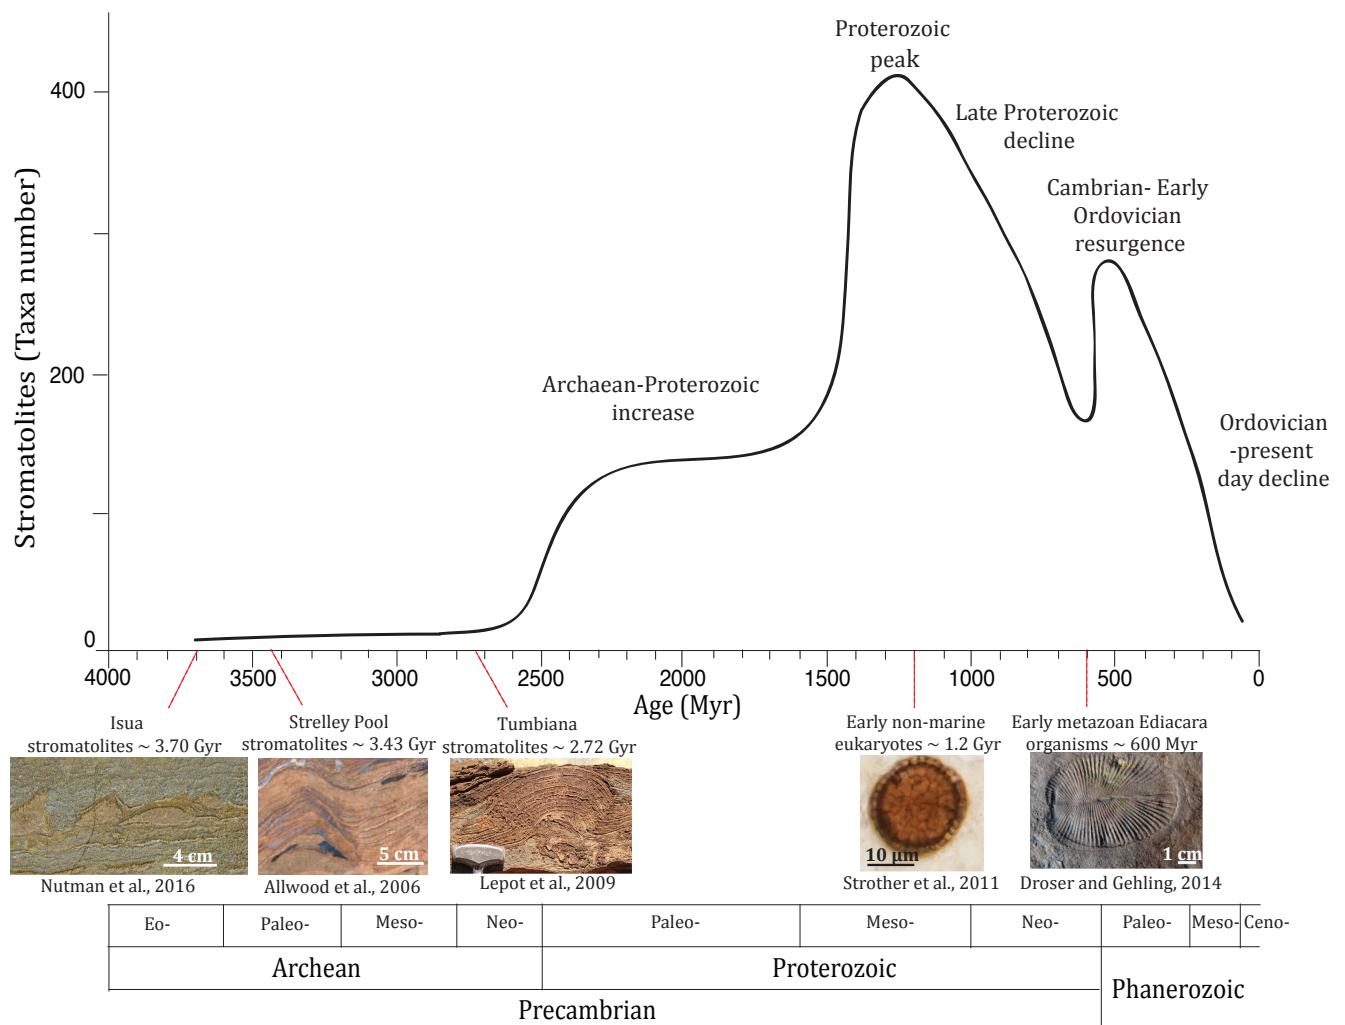 Proterozoic
peak
Late Proterozoic
decline
Cambrian- Early
Ordovician
resurgence
Archaean-Proterozoic
increase
Ordovician
-present
day decline
Stromatolites (Taxa number)
400
200
0
4000 3500 3000 2500 2000 1500 1000 500 0
Age (Myr)
Isua
stromatolites ~ 3.70 Gyr
4 cm
Nutman et al., 2016
Strelley Pool
stromatolites ~ 3.43 Gyr
5 cm
Allwood et al., 2006
Tumbiana
stromatolites ~ 2.72 Gyr
Lepot et al., 2009
Early non-marine
eukaryotes ~ 1.2 Gyr
10 µm
Strother et al., 2011
Early metazoan Ediacara
organisms ~ 600 Myr
1 cm
Droser and Gehling, 2014
Eo- Paleo- Meso- Neo- Paleo- Meso- Neo- Paleo- Meso- Ceno-
Archean Proterozoic
Phanerozoic
Precambrian